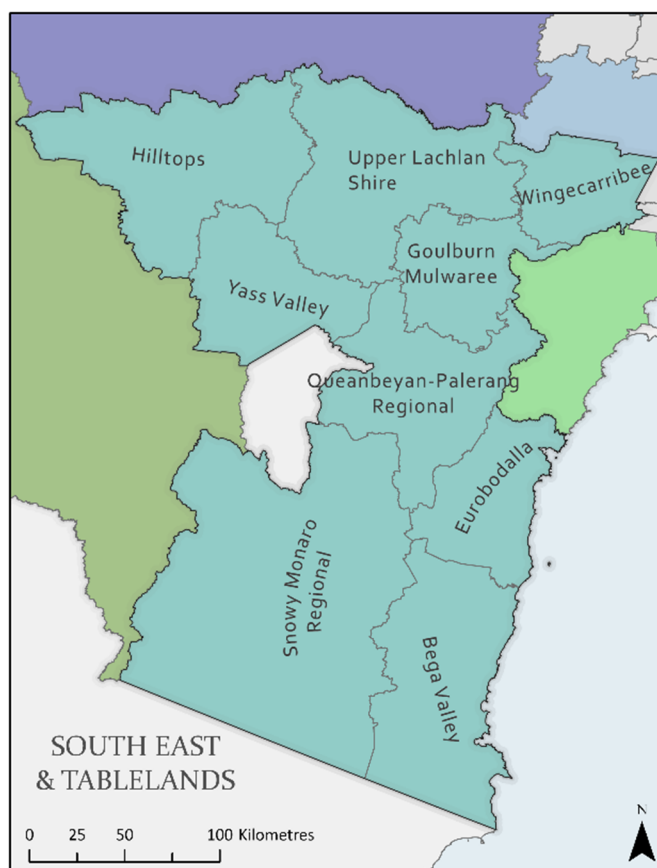 Hilltops
Upper Lachlan
Shire
Wingecarribee
Goulburn
Mulwaree
Yass Valley
Queanbeyan-Palerang
Regional
Eurobodalla
Snowy Monaro
Regional
Bega Valley
SOUTH EAST
& TABLELANDS
0 25 50 100 Kilometres
N